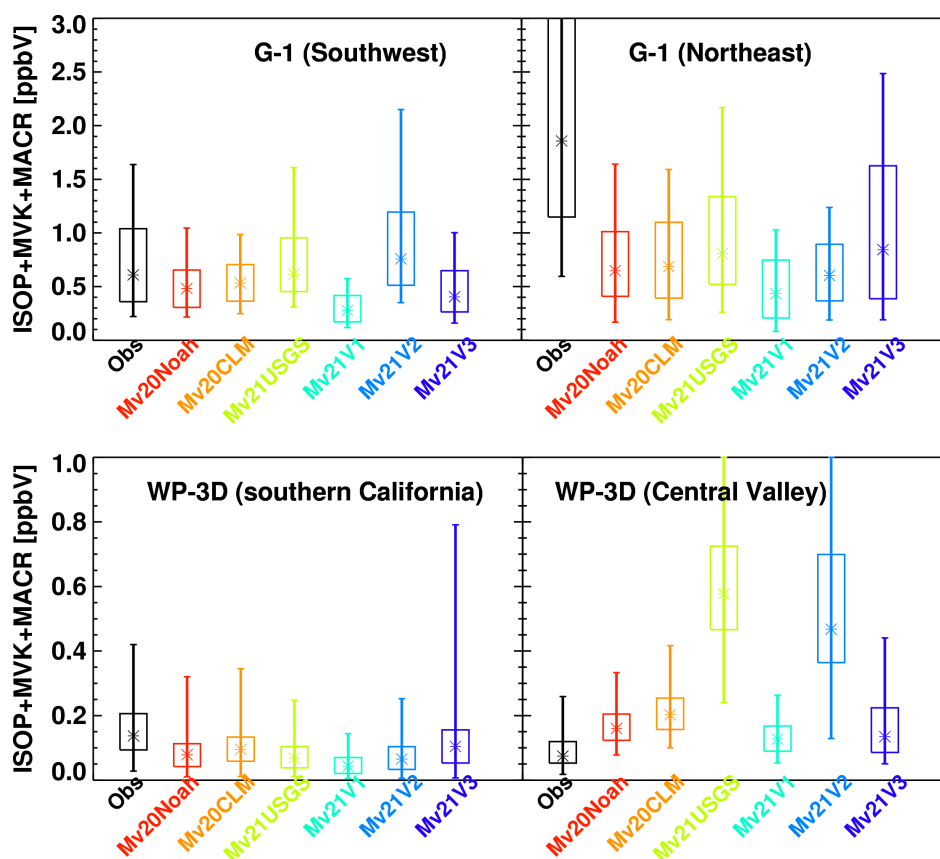 ISOP+MVK+MACR [ppbV]
3.0
2.5
2.0
1.5
1.0
0.5
0.0
G-1 (Southwest)
G-1 (Northeast)
Obs
Mv20Noah
Mv20CLM
Mv21USGS
Mv21V1
Mv21V2
Mv21V3
Obs
Mv20Noah
Mv20CLM
Mv21USGS
Mv21V1
Mv21V2
Mv21V3
ISOP+MVK+MACR [ppbV]
1.0
0.8
0.6
0.4
0.2
0.0
WP-3D (southern California)
WP-3D (Central Valley)
Obs
Mv20Noah
Mv20CLM
Mv21USGS
Mv21V1
Mv21V2
Mv21V3
Obs
Mv20Noah
Mv20CLM
Mv21USGS
Mv21V1
Mv21V2
Mv21V3